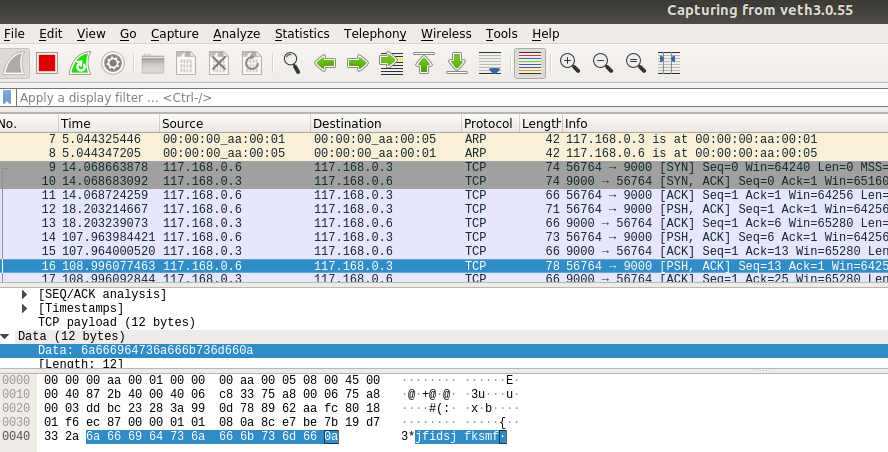 Capturing from veth3.0.55
File Edit View Go Capture Analyze Statistics Telephony Wireless Tools Help
Apply a display filter ... <Ctrl-/>
No. Time Source Destination Protocol Length Info
7 5.044325446 00:00:00_aa:00:01 00:00:00_aa:00:05 ARP 42 117.168.0.3 is at 00:00:00:aa:00:01
8 5.044347205 00:00:00_aa:00:05 00:00:00_aa:00:01 ARP 42 117.168.0.6 is at 00:00:00:aa:00:05
9 14.068663878 117.168.0.6 117.168.0.3 TCP 74 56764 → 9000 [SYN] Seq=0 Win=64240 Len=0 MSS=
10 14.068683092 117.168.0.3 117.168.0.6 TCP 74 9000 → 56764 [SYN, ACK] Seq=0 Ack=1 Win=65160
11 14.068724259 117.168.0.6 117.168.0.3 TCP 66 56764 → 9000 [ACK] Seq=1 Ack=1 Win=64256 Len=
12 18.203214667 117.168.0.6 117.168.0.3 TCP 71 56764 → 9000 [PSH, ACK] Seq=1 Ack=1 Win=64256
13 18.203239073 117.168.0.3 117.168.0.6 TCP 66 9000 → 56764 [ACK] Seq=1 Ack=6 Win=65280 Len=
14 107.963984421 117.168.0.6 117.168.0.3 TCP 73 56764 → 9000 [PSH, ACK] Seq=6 Ack=1 Win=64256
15 107.964000520 117.168.0.3 117.168.0.6 TCP 66 9000 → 56764 [ACK] Seq=1 Ack=13 Win=65280 Len
16 108.996077463 117.168.0.6 117.168.0.3 TCP 78 56764 → 9000 [PSH, ACK] Seq=13 Ack=1 Win=6425
17 108.996092844 117.168.0.3 117.168.0.6 TCP 66 9000 → 56764 [ACK] Seq=1 Ack=25 Win=65280 Len
[SEQ/ACK analysis]
[Timestamps]
TCP payload (12 bytes)
Data (12 bytes)
Data: 6a666964736a666b736d660a
[Length: 12]
0000 00 00 00 aa 00 01 00 00 00 aa 00 05 08 00 45 00 ········ ······E·
0010 00 40 87 2b 40 00 40 06 c8 33 75 a8 00 06 75 a8 ·@·+@·@· ·3u···u·
0020 00 03 dd bc 23 28 3a 99 0d 78 89 62 aa fc 80 18 ····#(:· ·x·b····
0030 01 f6 ec 87 00 00 01 01 08 0a 8c e7 be 7b 19 d7 ········ ·····{··
0040 33 2a 6a 66 69 64 73 6a 66 6b 73 6d 66 0a 3*jfidsj fksmf·